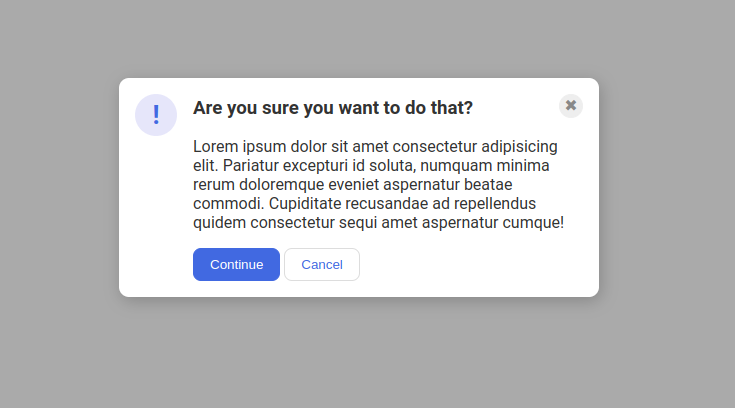 !
Are you sure you want to do that?
✖
Lorem ipsum dolor sit amet consectetur adipisicing
elit. Pariatur excepturi id soluta, numquam minima
rerum doloremque eveniet aspernatur beatae
commodi. Cupiditate recusandae ad repellendus
quidem consectetur sequi amet aspernatur cumque!
Continue
Cancel